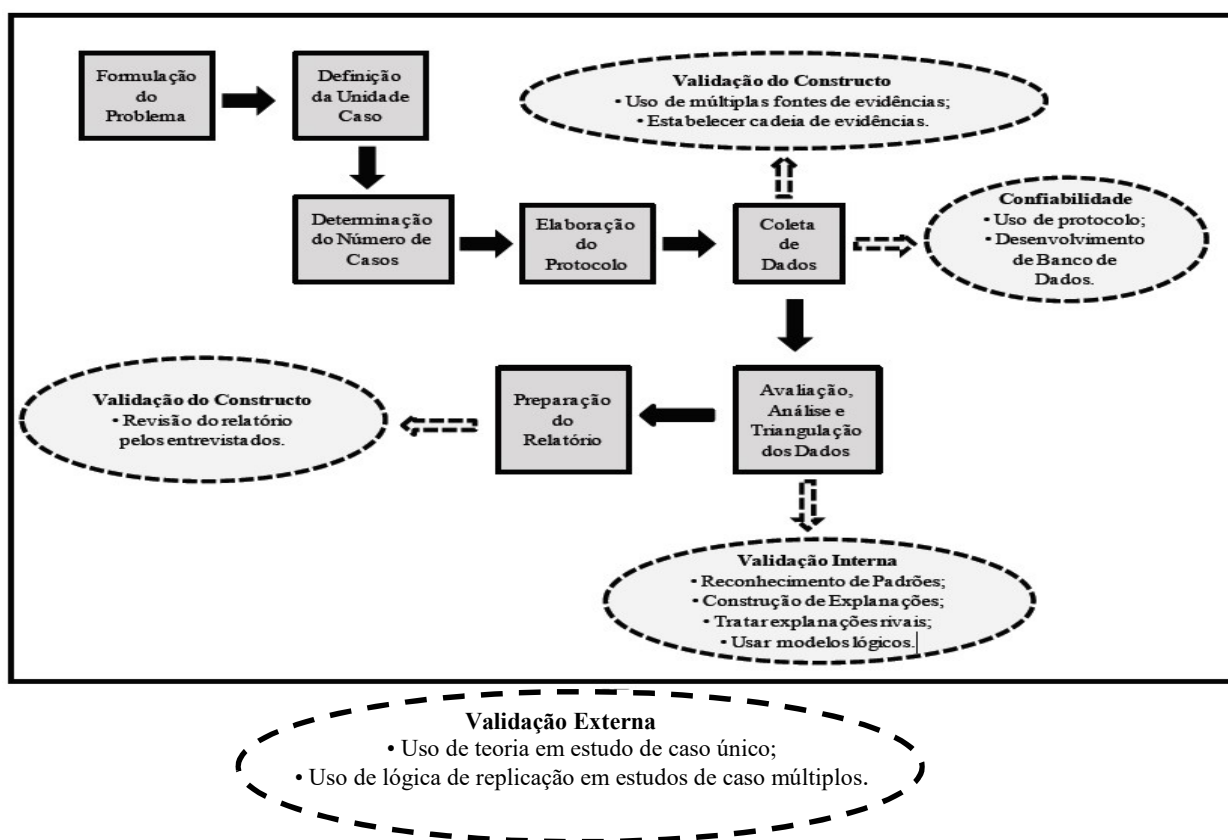 Formulação
do
Problema
Definição
da Unidade
Caso
Validação do Constructo
• Uso de múltiplas fontes de evidências;
• Estabelecer cadeia de evidências.
Determinação
do Número de
Casos
Elaboração
do
Protocolo
Coleta
de
Dados
Confiabilidade
• Uso de protocolo;
• Desenvolvimento
de Banco de
Dados.
Validação do Constructo
• Revisão do relatório
pelos entrevistados.
Preparação
do
Relatório
Avaliação,
Análise e
Triangulação
dos Dados
Validação Interna
• Reconhecimento de Padrões;
• Construção de Explanações;
• Tratar explanações rivais;
• Usar modelos lógicos.
Validação Externa
• Uso de teoria em estudo de caso único;
• Uso de lógica de replicação em estudos de caso múltiplos.